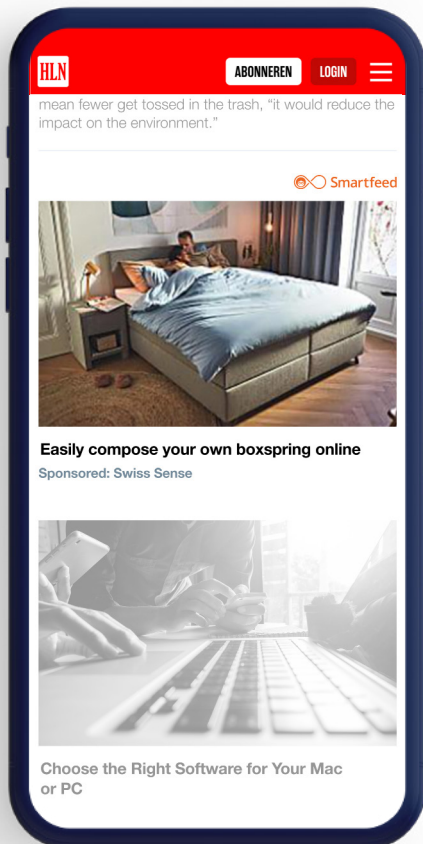 HLN
ABONNEREN
LOGIN
mean fewer get tossed in the trash, “it would reduce the
impact on the environment.”
Smartfeed
Easily compose your own boxspring online
Sponsored: Swiss Sense
Choose the Right Software for Your Mac
or PC